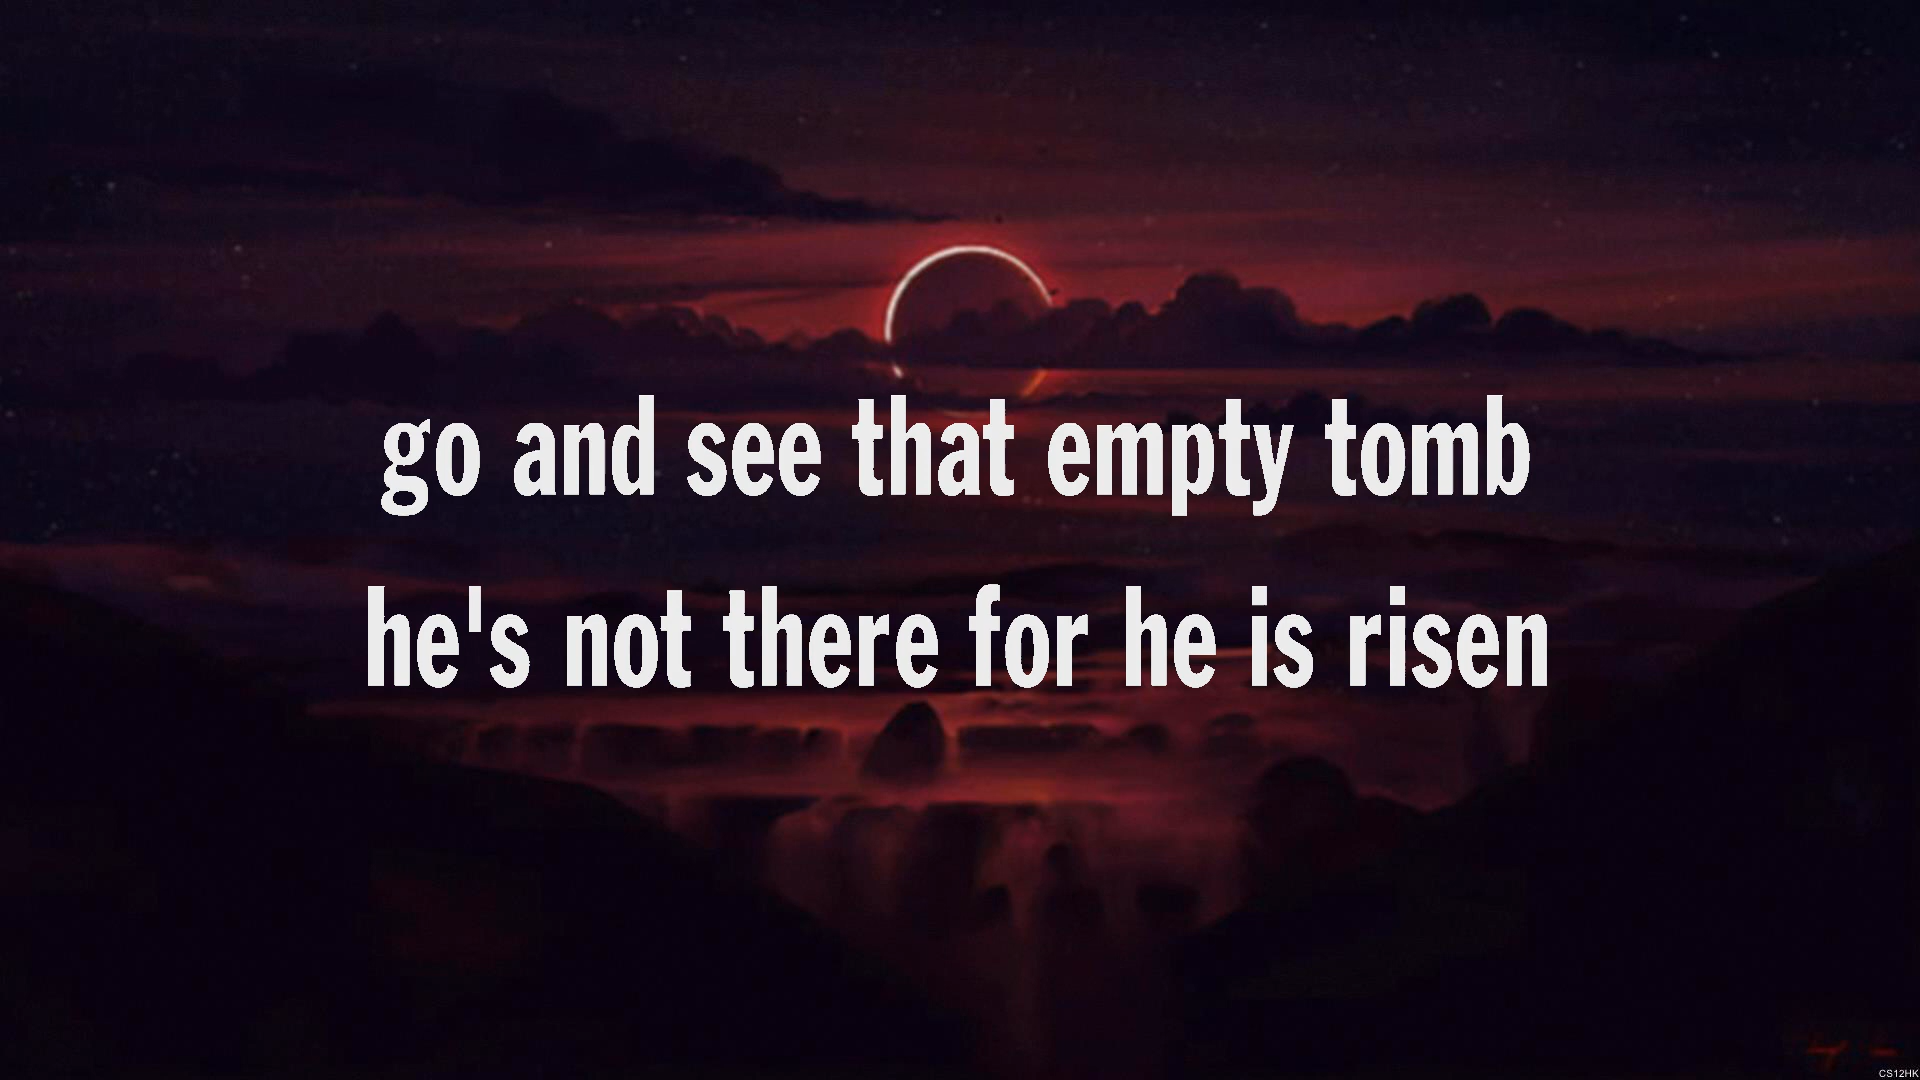 go and see that empty tomb
he's not there for he is risen
CS12HK